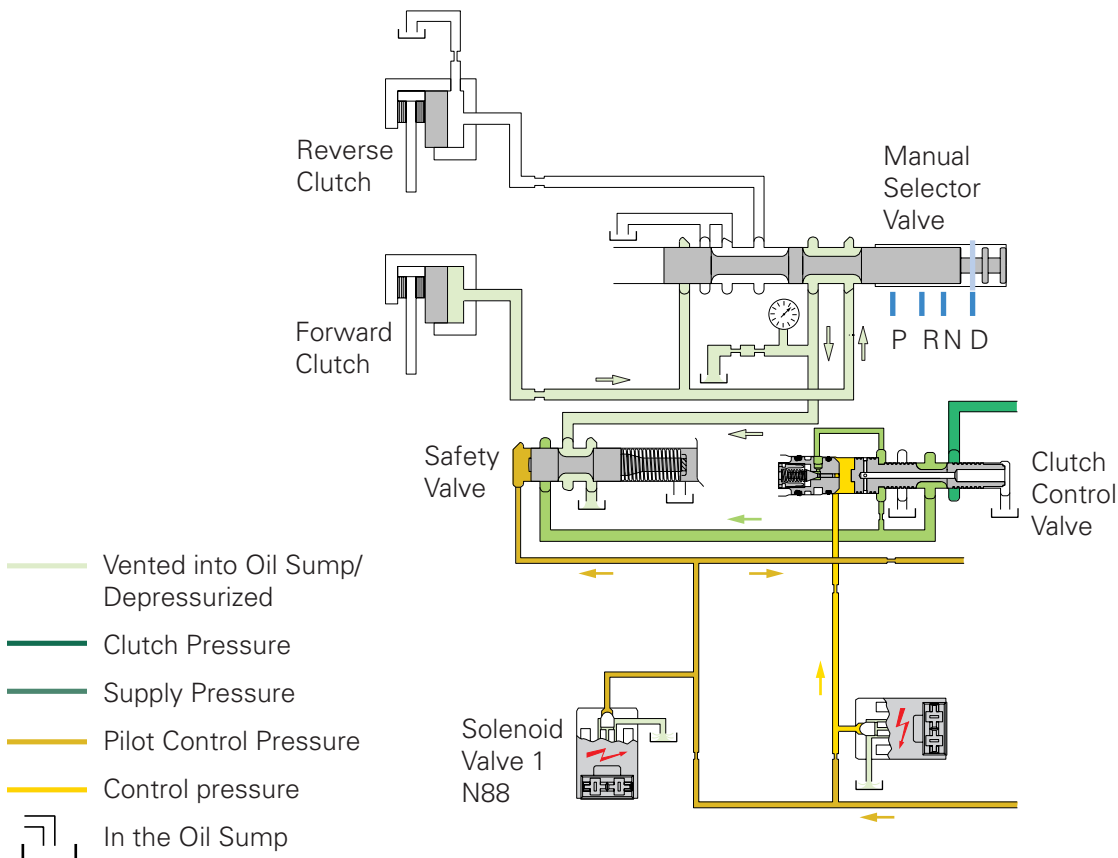 Reverse
Clutch
Manual
Selector
Valve
Forward
Clutch
P R N D
Safety
Valve
Clutch
Control
Valve
Vented into Oil Sump/
Depressurized
Clutch Pressure
Supply Pressure
Pilot Control Pressure
Control pressure
In the Oil Sump
Solenoid
Valve 1
N88